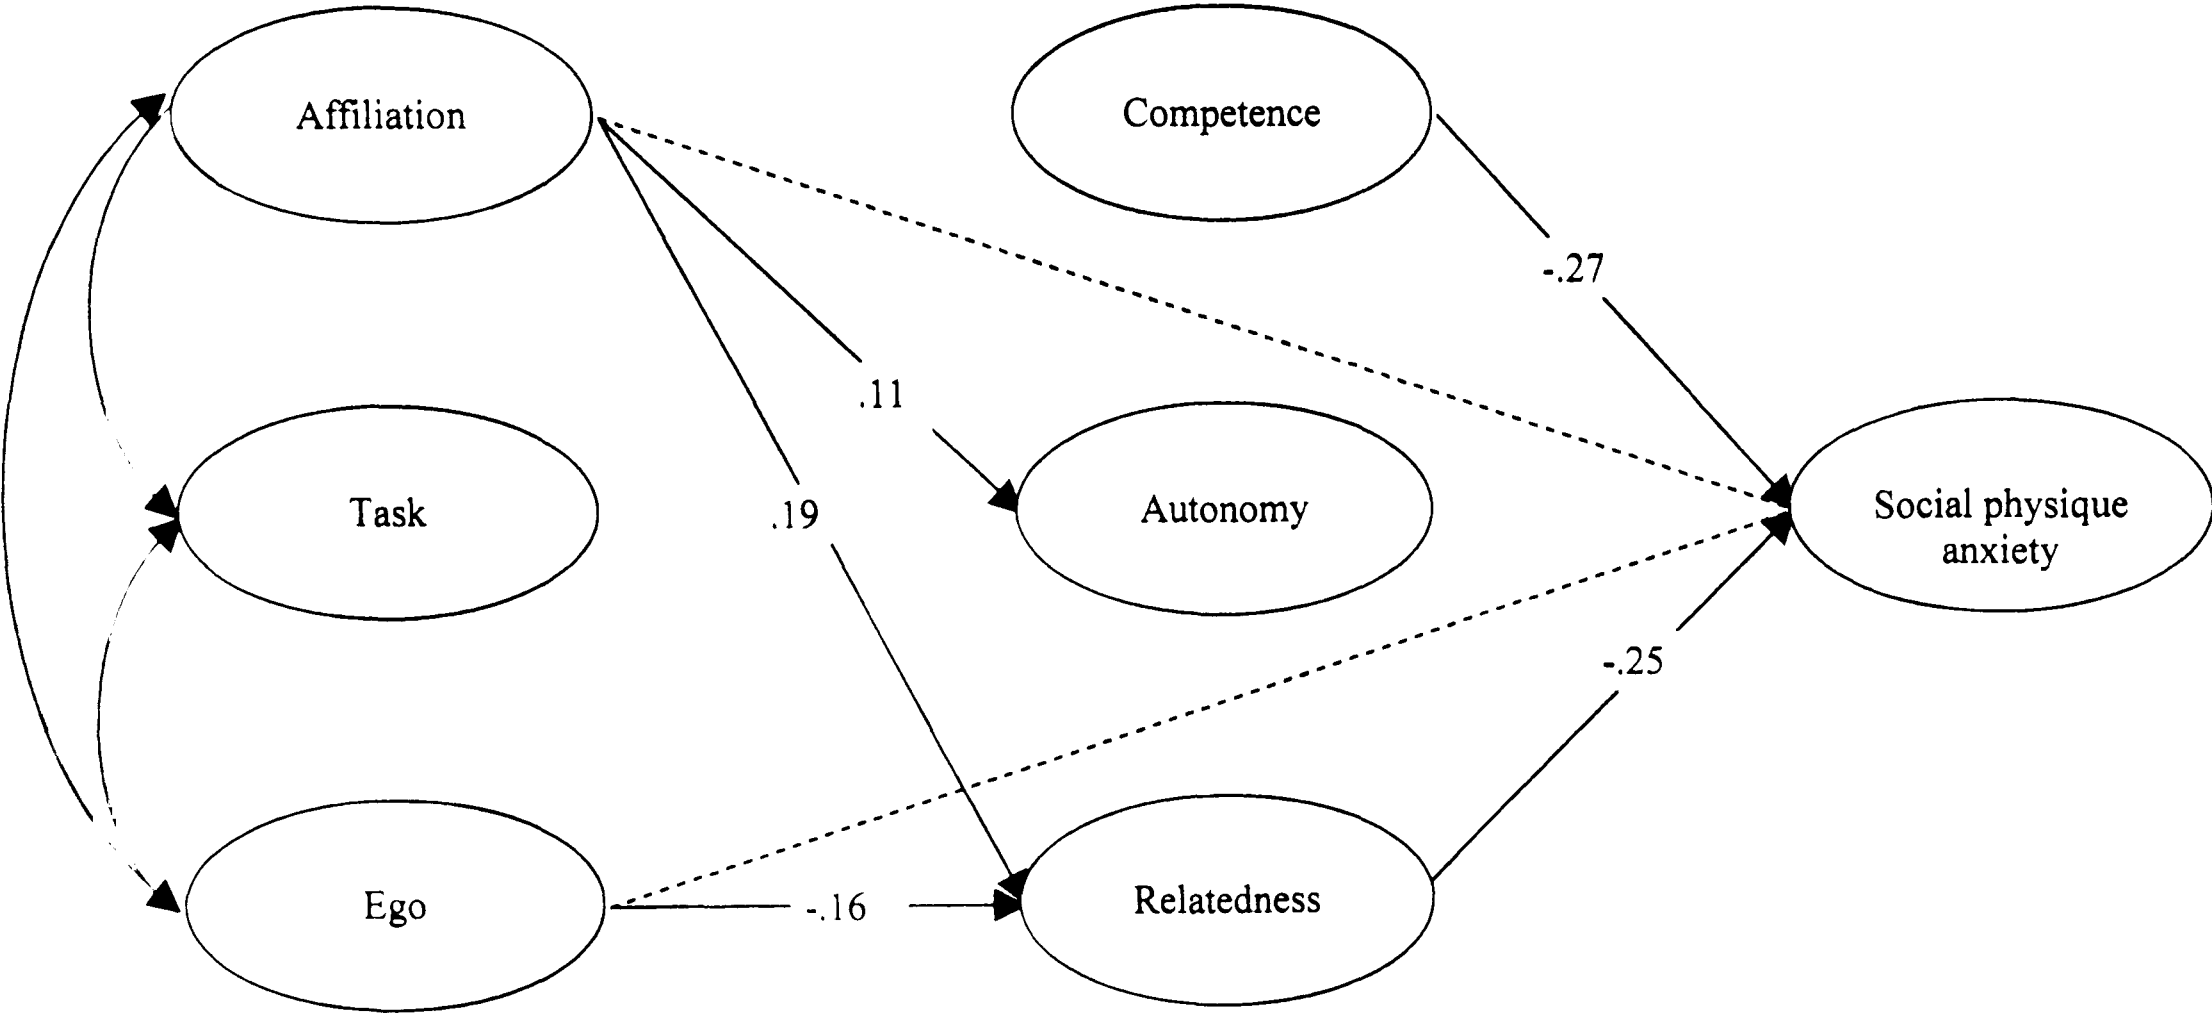 Affiliation
Competence
-.27
.11
.19
Task
Autonomy
Social physique
anxiety
-.25
Ego
-.16
Relatedness